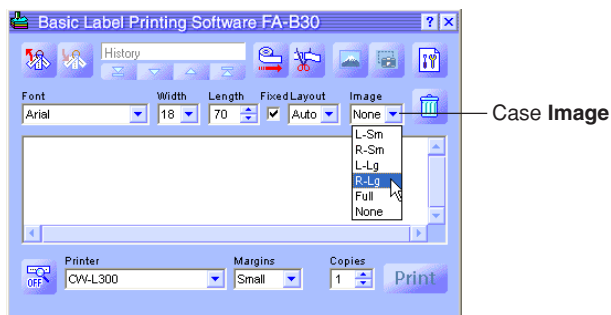 Basic Label Printing Software FA-B30
? ×
History
Font Width Length Fixed Layout Image
Arial 18 70 Auto None
Case Image
L-Sm
R-Sm
L-Lg
R-Lg
Full
None
Printer Margins Copies
OFF CW-L300 Small 1 Print